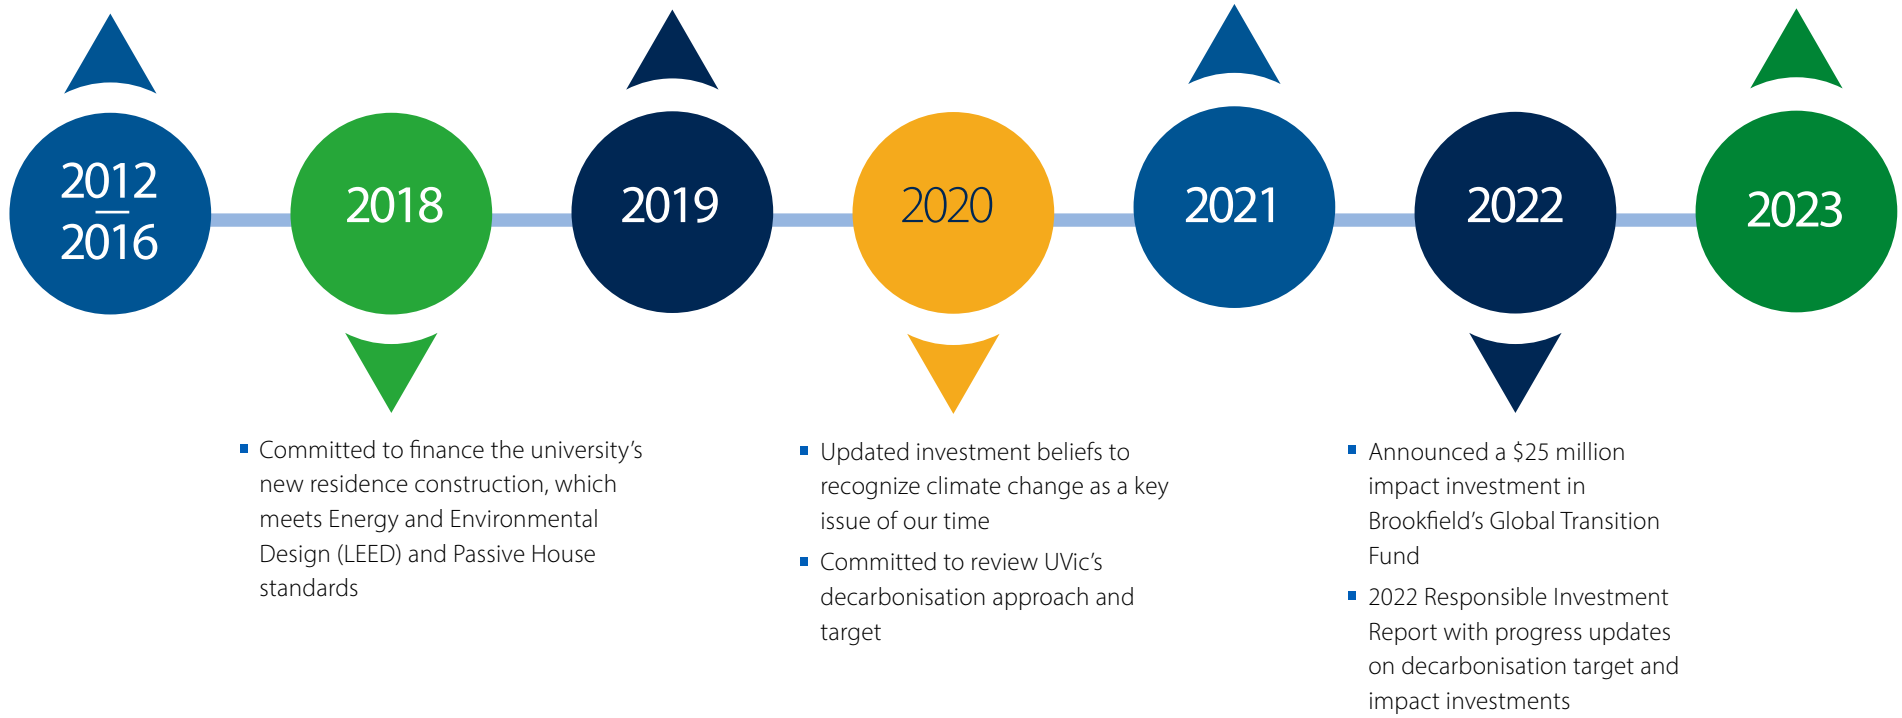 2012
2016
2018
2019
2020
2021
2022
2023
Committed to finance the university’s
new residence construction, which
meets Energy and Environmental
Design (LEED) and Passive House
standards
Updated investment beliefs to
recognize climate change as a key
issue of our time
Committed to review UVic’s
decarbonisation approach and
target
Announced a $25 million
impact investment in
Brookfield’s Global Transition
Fund
2022 Responsible Investment
Report with progress updates
on decarbonisation target and
impact investments